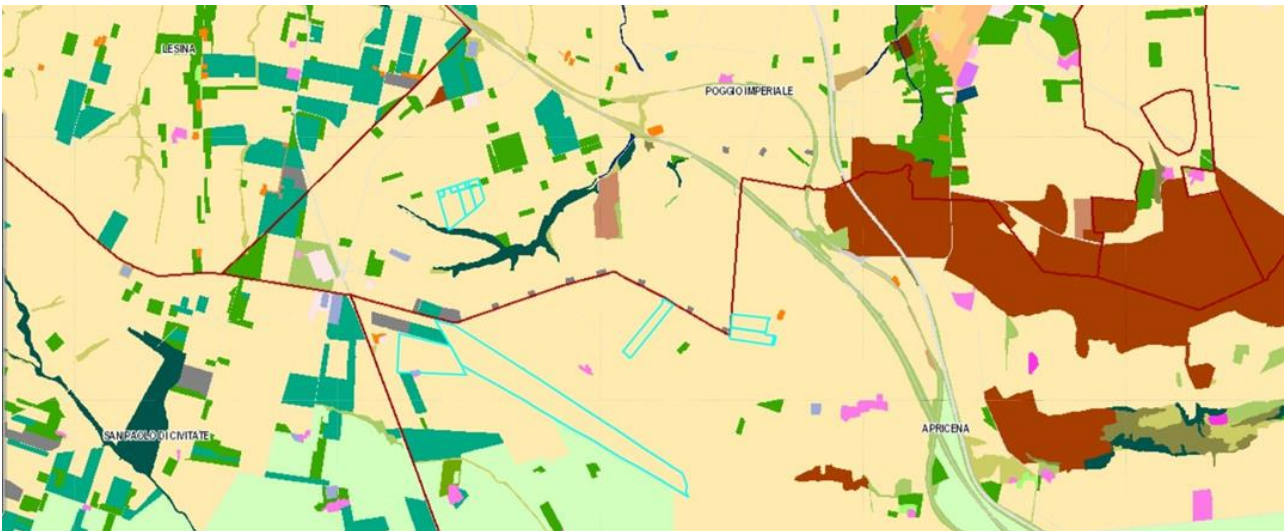 LESINA
POGGIO IMPERIALE
SAN PAOLO DI CIVITATE
APRICENA